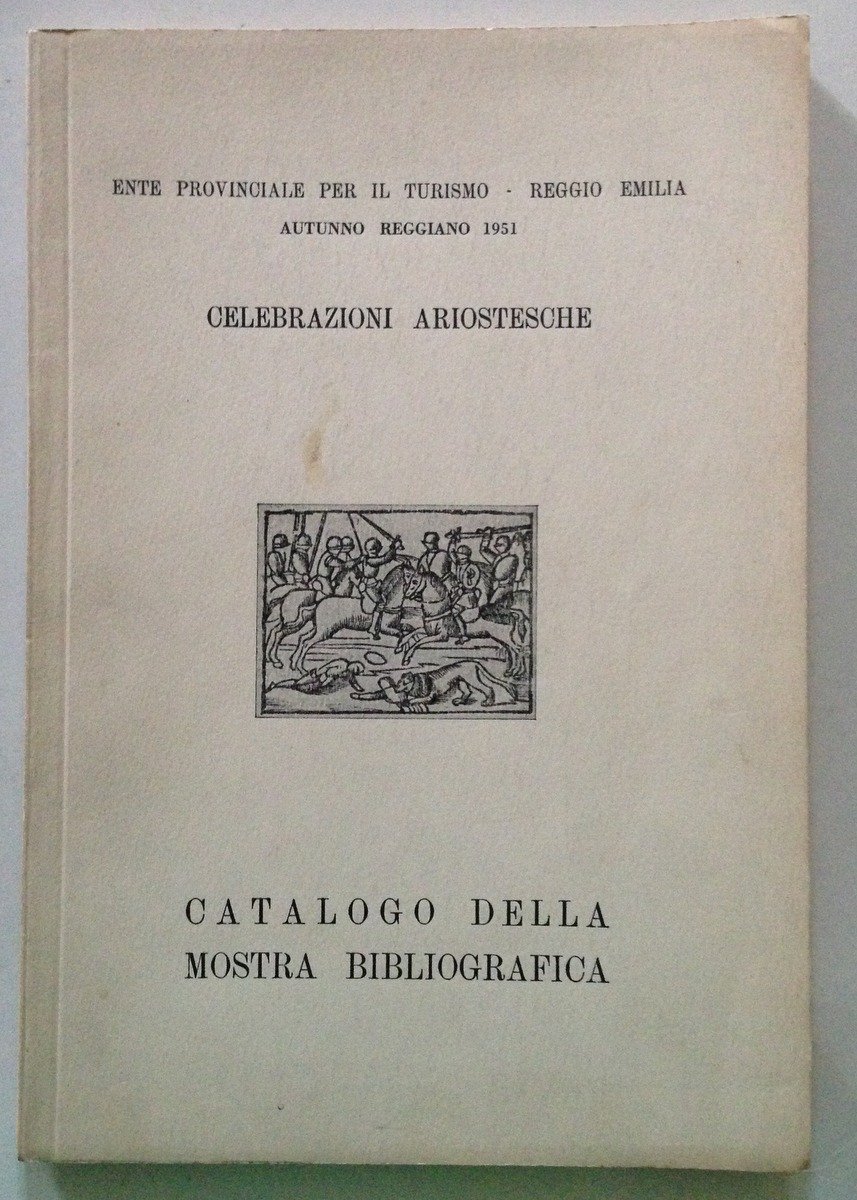 ENTE PROVINCIALE PER IL TURISMO - REGGIO EMILIA
AUTUNNO REGGIANO 1951
CELEBRAZIONI ARIOSTESCHE
CATALOGO DELLA
MOSTRA BIBLIOGRAFICA